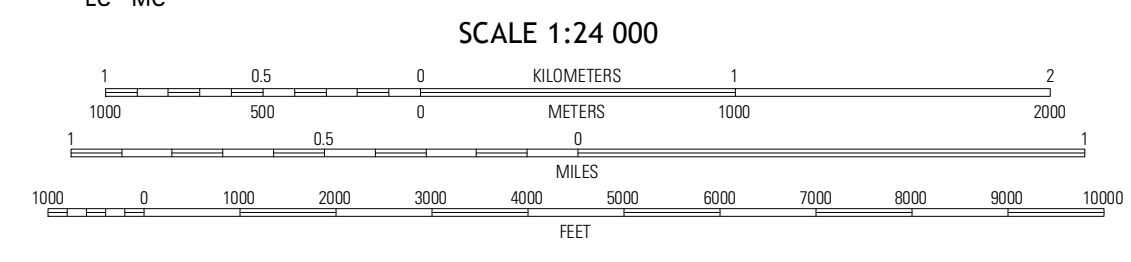 SCALE 1:24 000
1 0.5 0 KILOMETERS 1 2
1000 500 0 METERS 1000 2000
1 0.5 0 1
MILES
1000 0 1000 2000 3000 4000 5000 6000 7000 8000 9000 10000
FEET